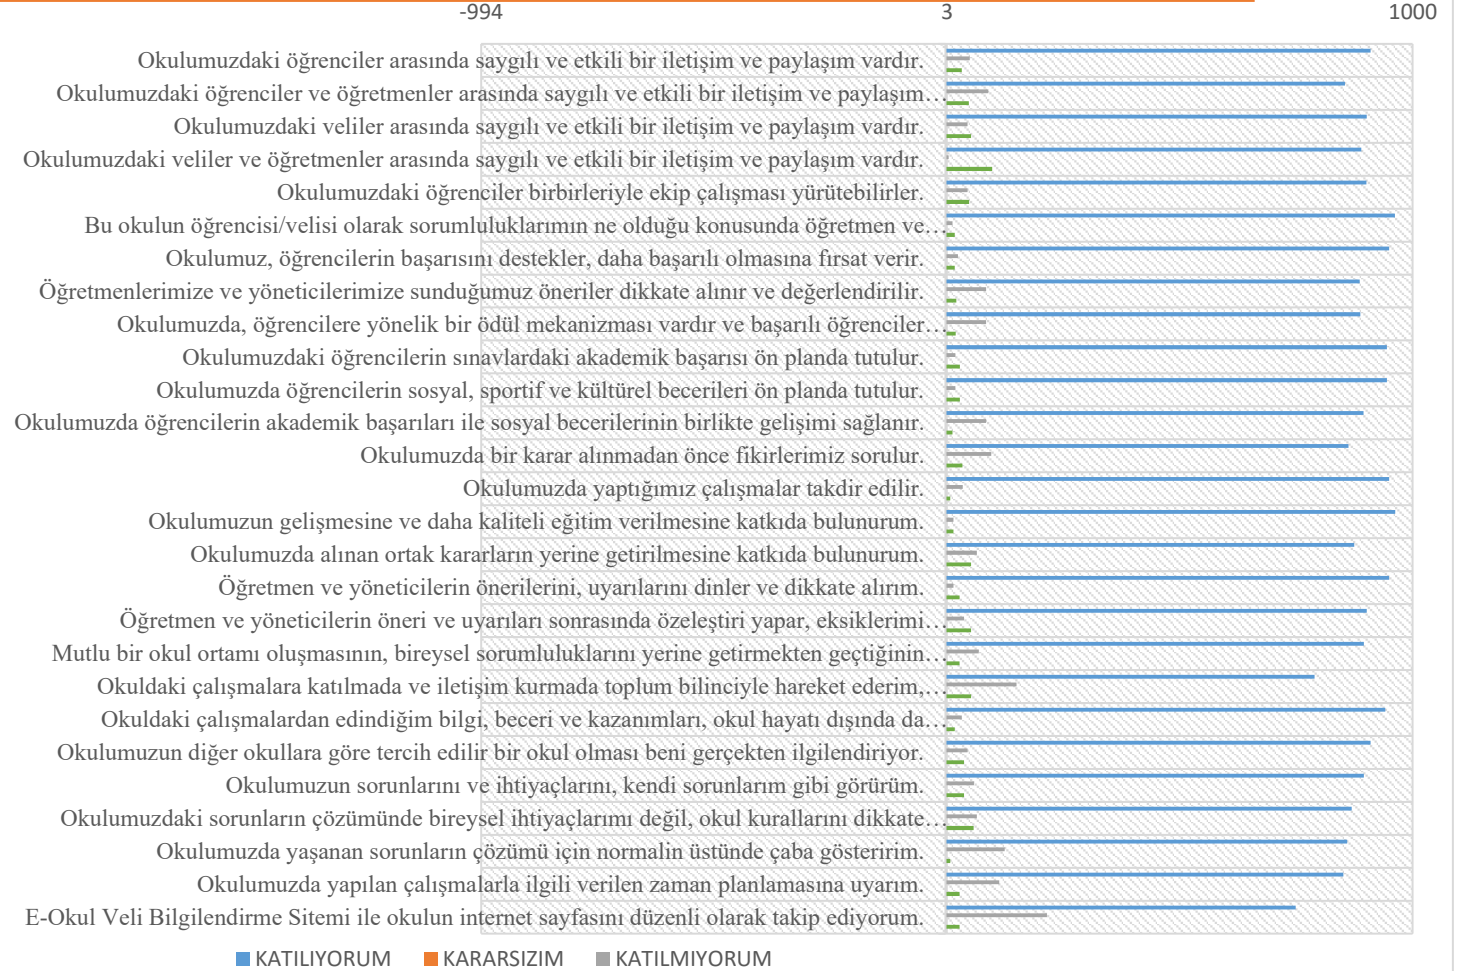 -994 3 1000
Okulumuzdaki öğrenciler arasında saygılı ve etkili bir iletişim ve paylaşım vardır.
Okulumuzdaki öğrenciler ve öğretmenler arasında saygılı ve etkili bir iletişim ve paylaşım…
Okulumuzdaki veliler arasında saygılı ve etkili bir iletişim ve paylaşım vardır.
Okulumuzdaki veliler ve öğretmenler arasında saygılı ve etkili bir iletişim ve paylaşım vardır.
Okulumuzdaki öğrenciler birbirleriyle ekip çalışması yürütebilirler.
Bu okulun öğrencisi/velisi olarak sorumluluklarımın ne olduğu konusunda öğretmen ve…
Okulumuz, öğrencilerin başarısını destekler, daha başarılı olmasına fırsat verir.
Öğretmenlerimize ve yöneticilerimize sunduğumuz öneriler dikkate alınır ve değerlendirilir.
Okulumuzda, öğrencilere yönelik bir ödül mekanizması vardır ve başarılı öğrenciler…
Okulumuzdaki öğrencilerin sınavlardaki akademik başarısı ön planda tutulur.
Okulumuzda öğrencilerin sosyal, sportif ve kültürel becerileri ön planda tutulur.
Okulumuzda öğrencilerin akademik başarıları ile sosyal becerilerinin birlikte gelişimi sağlanır.
Okulumuzda bir karar alınmadan önce fikirlerimiz sorulur.
Okulumuzda yaptığımız çalışmalar takdir edilir.
Okulumuzun gelişmesine ve daha kaliteli eğitim verilmesine katkıda bulunurum.
Okulumuzda alınan ortak kararların yerine getirilmesine katkıda bulunurum.
Öğretmen ve yöneticilerin önerilerini, uyarılarını dinler ve dikkate alırım.
Öğretmen ve yöneticilerin öneri ve uyarıları sonrasında özeleştiri yapar, eksiklerimi…
Mutlu bir okul ortamı oluşmasının, bireysel sorumluluklarını yerine getirmekten geçtiğinin…
Okuldaki çalışmalara katılmada ve iletişim kurmada toplum bilinciyle hareket ederim,…
Okuldaki çalışmalardan edindiğim bilgi, beceri ve kazanımları, okul hayatı dışında da…
Okulumuzun diğer okullara göre tercih edilir bir okul olması beni gerçekten ilgilendiriyor.
Okulumuzun sorunlarını ve ihtiyaçlarını, kendi sorunlarım gibi görürüm.
Okulumuzdaki sorunların çözümünde bireysel ihtiyaçlarımı değil, okul kurallarını dikkate…
Okulumuzda yaşanan sorunların çözümü için normalin üstünde çaba gösteririm.
Okulumuzda yapılan çalışmalarla ilgili verilen zaman planlamasına uyarım.
E-Okul Veli Bilgilendirme Sitemi ile okulun internet sayfasını düzenli olarak takip ediyorum.
KATILIYORUM KARARSIZIM KATILMIYORUM